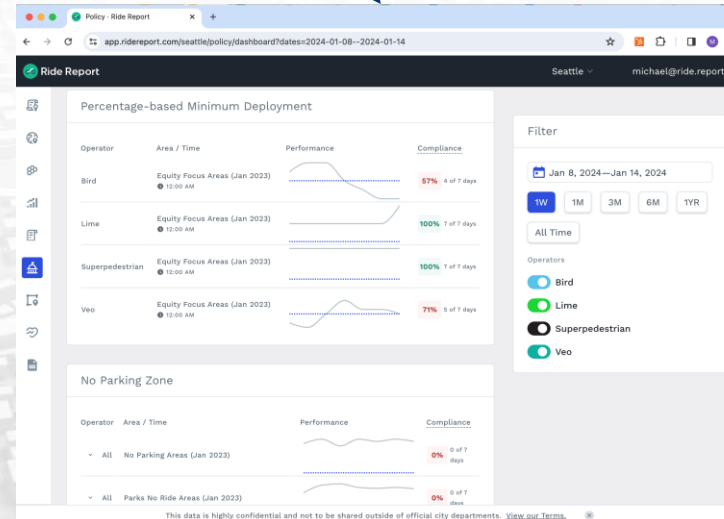 Policy - Ride Report
app.ridereport.com/seattle/policy/dashboard?dates=2024-01-08--2024-01-14
M
Ride Report
Seattle
michael@ride.report
Percentage-based Minimum Deployment
Operator Area / Time Performance Compliance
Bird Equity Focus Areas (Jan 2023) 57% 4 of 7 days
12:00 AM
Lime Equity Focus Areas (Jan 2023) 100% 7 of 7 days
12:00 AM
Superpedestrian Equity Focus Areas (Jan 2023) 100% 7 of 7 days
12:00 AM
Veo Equity Focus Areas (Jan 2023) 71% 5 of 7 days
12:00 AM
No Parking Zone
Operator Area / Time Performance Compliance
All No Parking Areas (Jan 2023) 0% 0 of 7
days
All Parks No Ride Areas (Jan 2023) 0% 0 of 7
days
Filter
Jan 8, 2024—Jan 14, 2024
1W 1M 3M 6M 1YR
All Time
Operators
Bird
Lime
Superpedestrian
Veo
This data is highly confidential and not to be shared outside of official city departments. View our Terms.